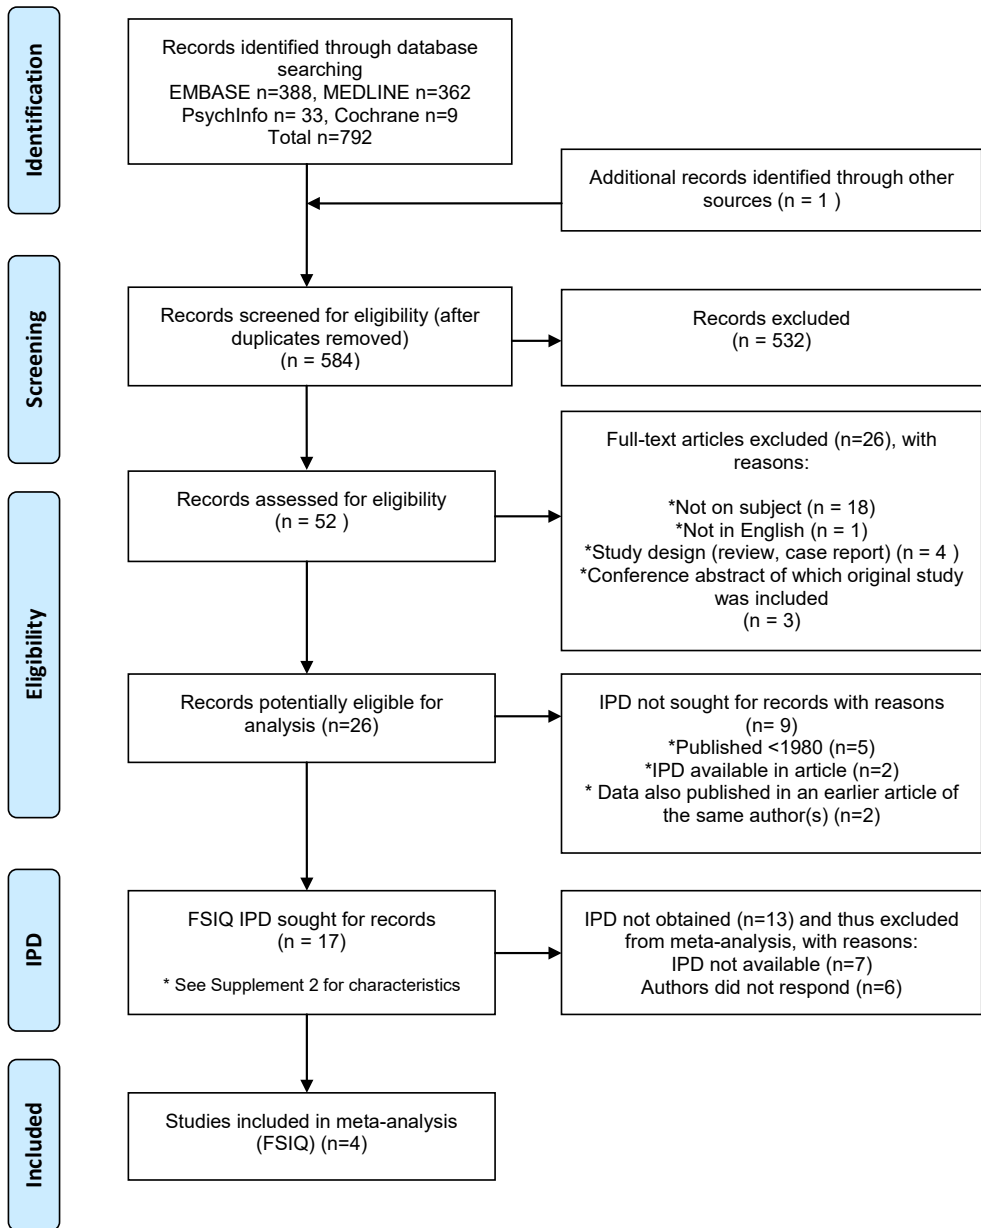 Identification
Records identified through database
searching
EMBASE n=388, MEDLINE n=362
PsychInfo n= 33, Cochrane n=9
Total n=792
Additional records identified through other
sources (n = 1 )
Screening
Records screened for eligibility (after
duplicates removed)
(n = 584)
Records excluded
(n = 532)
Eligibility
Records assessed for eligibility
(n = 52 )
Full-text articles excluded (n=26), with
reasons:
*Not on subject (n = 18)
*Not in English (n = 1)
*Study design (review, case report) (n = 4 )
*Conference abstract of which original study
was included
(n = 3)
Records potentially eligible for
analysis (n=26)
IPD not sought for records with reasons
(n= 9)
*Published <1980 (n=5)
*IPD available in article (n=2)
* Data also published in an earlier article of
the same author(s) (n=2)
IPD
FSIQ IPD sought for records
(n = 17)
* See Supplement 2 for characteristics
IPD not obtained (n=13) and thus excluded
from meta-analysis, with reasons:
IPD not available (n=7)
Authors did not respond (n=6)
Included
Studies included in meta-analysis
(FSIQ) (n=4)